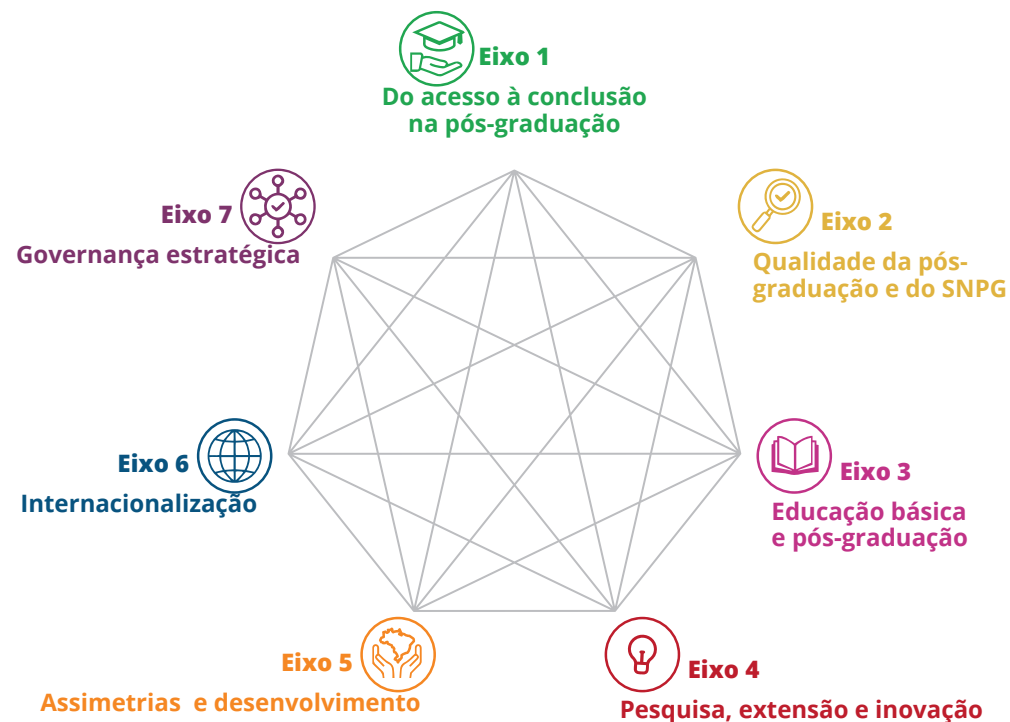 Eixo 1
Do acesso à conclusão
na pós-graduação
Eixo 2
Qualidade da pós-
graduação e do SNPG
Eixo 3
Educação básica
e pós-graduação
Eixo 4
Pesquisa, extensão e inovação
Eixo 5
Assimetrias e desenvolvimento
Eixo 6
Internacionalização
Eixo 7
Governança estratégica